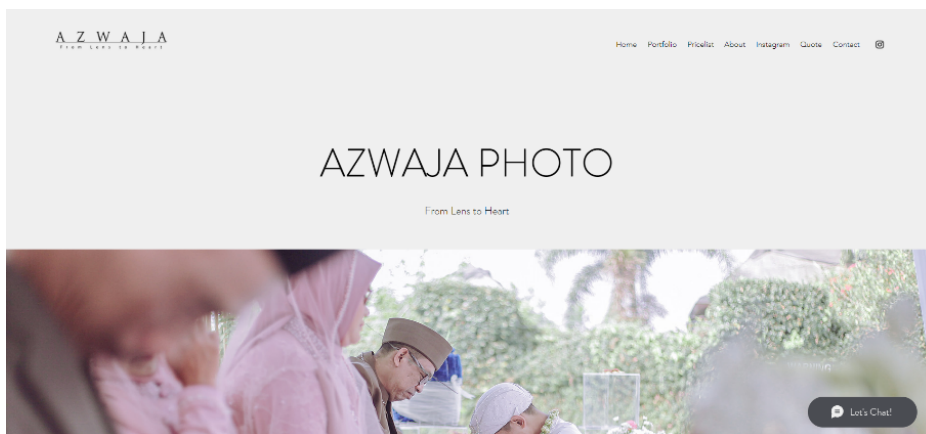 AZWAJA
From Lens to Heart
Home Portfolio Pricelist About Instagram Quote Contact
AZWAJA PHOTO
From Lens to Heart
Let's Chat!